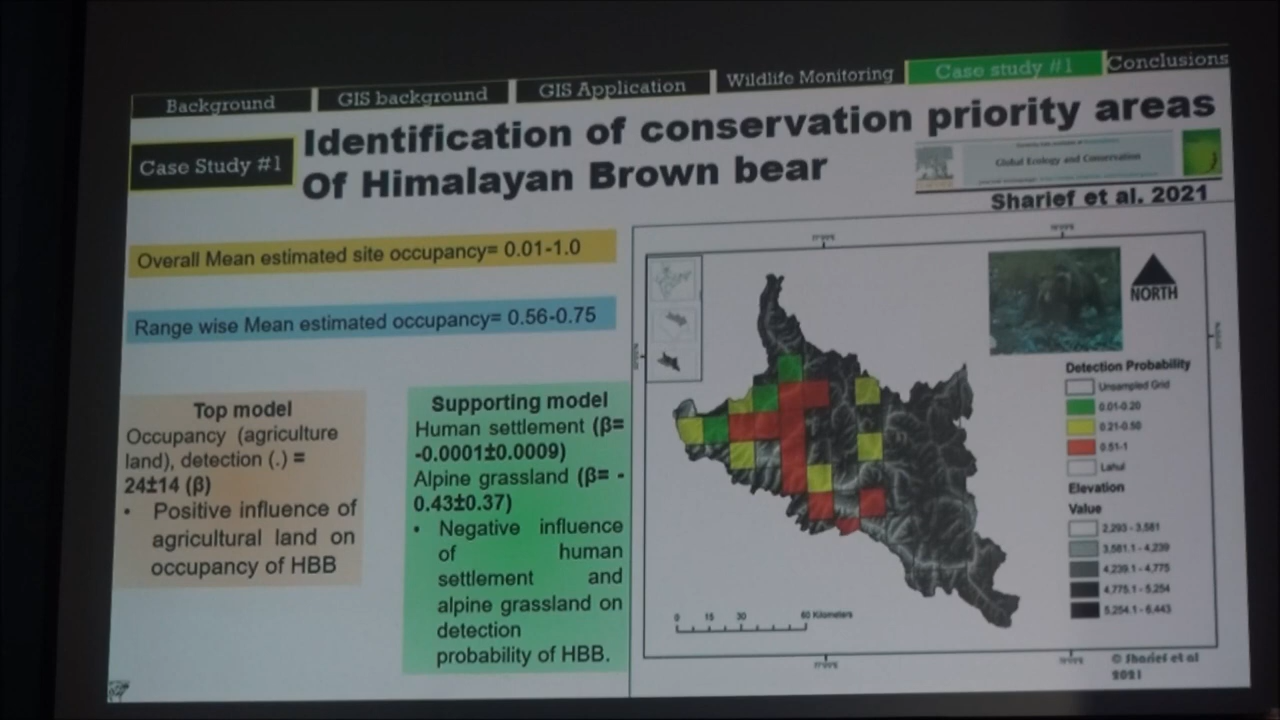 Background
GIS background
GIS Application
Wildlife Monitoring
Case study #1
Conclusions
Case Study #1
Identification of conservation priority areas
Of Himalayan Brown bear
Global Ecology and Conservation
Sharief et al. 2021
Overall Mean estimated site occupancy= 0.01-1.0
Range wise Mean estimated occupancy= 0.56-0.75
Top model
Occupancy (agriculture
land), detection (.) =
24±14 (β)
• Positive influence of
agricultural land on
occupancy of HBB
Supporting model
Human settlement (β=
-0.0001±0.0009)
Alpine grassland (β= -
0.43±0.37)
• Negative influence
of human
settlement and
alpine grassland on
detection
probability of HBB.
NORTH
Detection Probability
Unsampled Grid
0.01-0.20
0.21-0.50
0.51-1
Lahul
Elevation
Value
2,293 - 3,581
3,581.1 - 4,239
4,239.1 - 4,775
4,775.1 - 5,254
5,254.1 - 6,443
0 15 30 60 Kilometers
© Sharief et al
2021